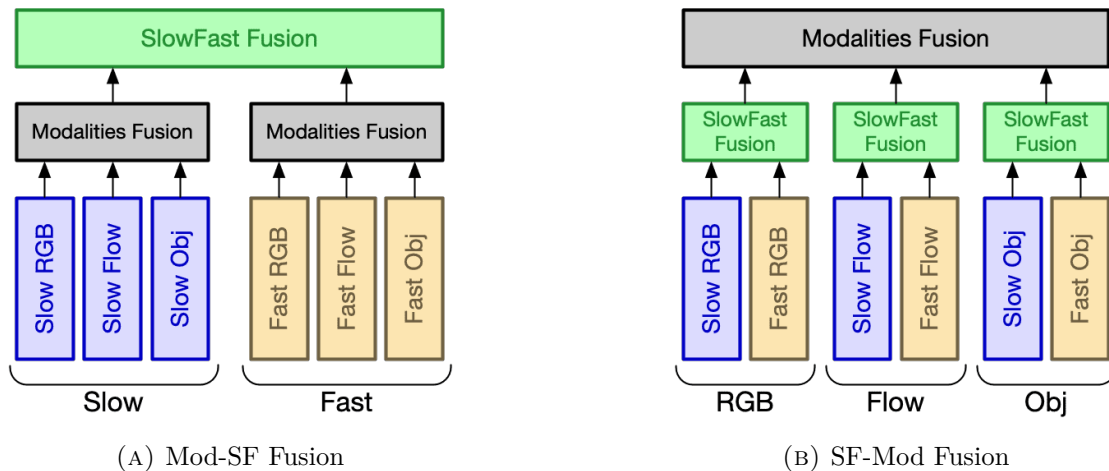 SlowFast Fusion
Modalities Fusion
Modalities Fusion
Slow RGB
Slow Flow
Slow Obj
Fast RGB
Fast Flow
Fast Obj
Slow
Fast
(A) Mod-SF Fusion
Modalities Fusion
SlowFast
Fusion
SlowFast
Fusion
SlowFast
Fusion
Slow RGB
Fast RGB
Slow Flow
Fast Flow
Slow Obj
Fast Obj
RGB
Flow
Obj
(B) SF-Mod Fusion